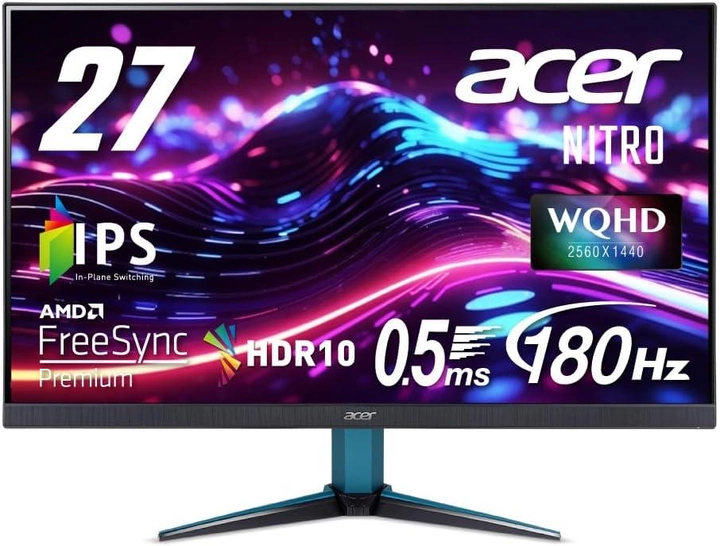 27
acer
NITRO
IPS
In-Plane Switching
WQHD
2560X1440
AMD
FreeSync
Premium
HDR10
0.5ms
180Hz
acer